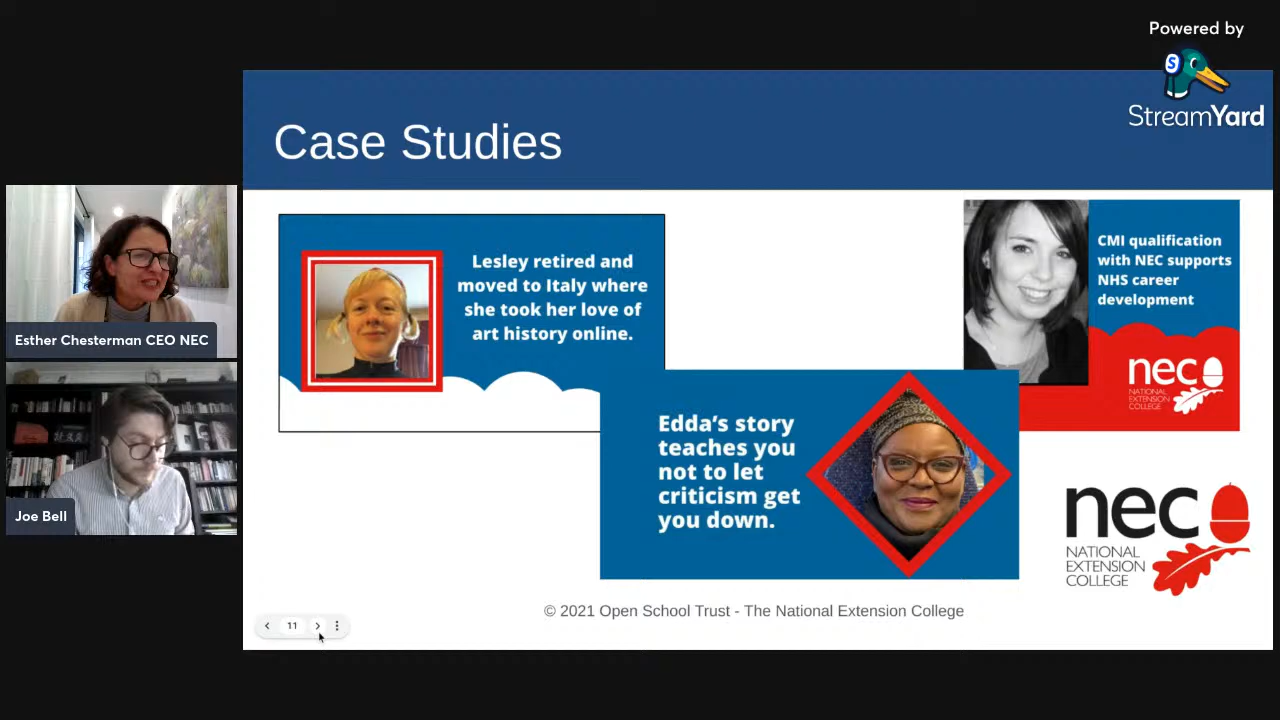 Powered by
S
StreamYard
Case Studies
Esther Chesterman CEO NEC
Joe Bell
Lesley retired and
moved to Italy where
she took her love of
art history online.
CMI qualification
with NEC supports
NHS career
development
nec
NATIONAL
EXTENSION
COLLEGE
Edda's story
teaches you
not to let
criticism get
you down.
nec
NATIONAL
EXTENSION
COLLEGE
© 2021 Open School Trust - The National Extension College
11